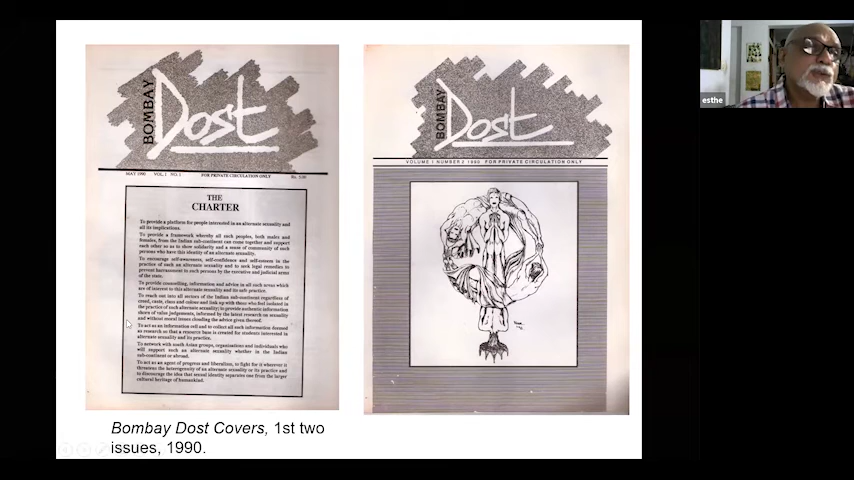 BOMBAY
Dost
MAY 1990 VOL.1 NO.1 FOR PRIVATE CIRCULATION ONLY Rs. 5.00
THE
CHARTER
To provide a platform for people interested in an alternate sexuality and
all its implications.
To provide a framework whereby all such peoples, both males and
females, from the Indian sub-continent can come together and support
each other so as to show solidarity and a sense of community of such
persons who have this identity of an alternate sexuality.
To encourage self-awareness, self-confidence and self-esteem in the
practice of such an alternate sexuality and to seek legal remedies to
prevent harrassment to such persons by the executive and judicial arms
of the state.
To provide counselling, information and advice in all such areas which
are of interest to this alternate sexuality and its safe practice.
To reach out into all sectors of the Indian sub-continent regardless of
creed, caste, class and colour and link up with those who feel isolated in
the practice of such alternate sexuality; to provide authentic information
shorn of value judgements, informed by the latest research on sexuality
and without moral issues clouding the advice given thereof.
To act as an information cell and to collect all such information deemed
as research so that a resource base is created for students interested in
alternate sexuality and its practice.
To network with south Asian groups, organisations and individuals who
will support such an alternate sexuality whether in the Indian
sub-continent or abroad.
To act as an agent of progress and liberalism, to fight for it wherever it
threatens the heterogeneity of an alternate sexuality or its practice and
to discourage the idea that sexual identity separates one from the larger
cultural heritage of humankind.
BOMBAY
Dost
VOLUME 1 NUMBER 2 1990 FOR PRIVATE CIRCULATION ONLY
Bombay Dost Covers, 1st two
issues, 1990.
esthe